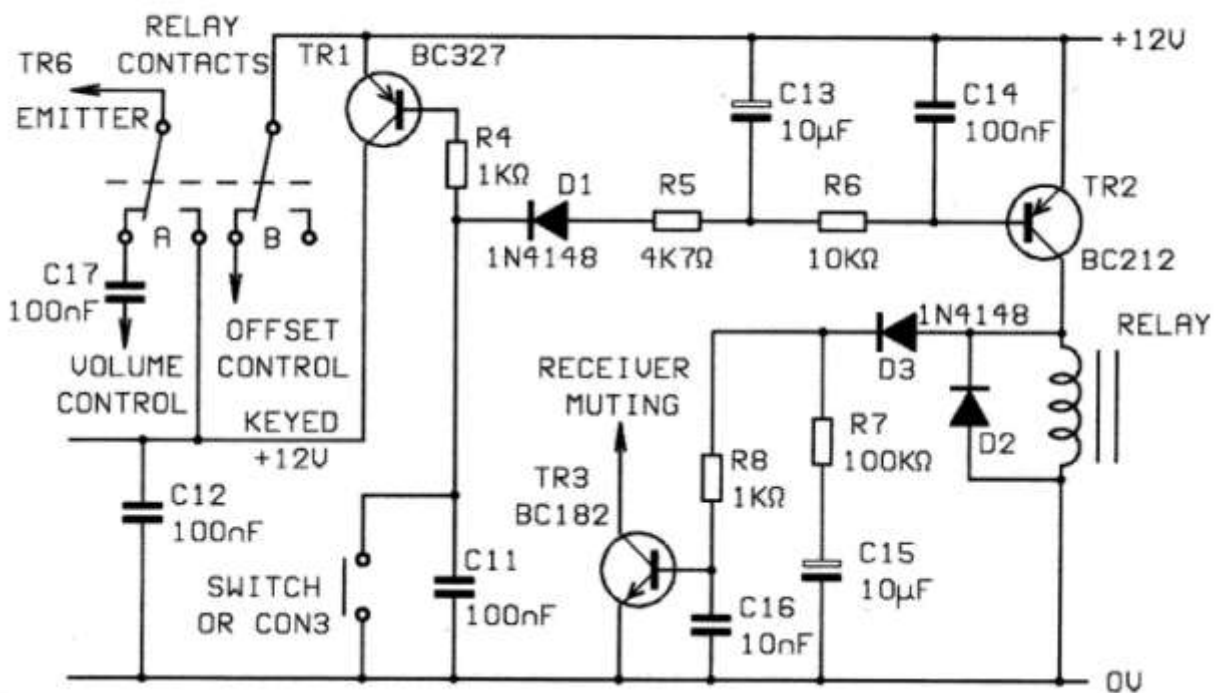 RELAY
CONTACTS
TR6
EMITTER
TR1
BC327
+12V
C13
10µF
C14
100nF
R4
1KΩ
D1
1N4148
R5
4K7Ω
R6
10KΩ
TR2
BC212
A
B
C17
100nF
OFFSET
CONTROL
VOLUME
CONTROL
KEYED
+12V
RECEIVER
MUTING
1N4148
D3
RELAY
D2
R7
100KΩ
R8
1KΩ
TR3
BC182
C12
100nF
SWITCH
OR CON3
C11
100nF
C15
10µF
C16
10nF
0V